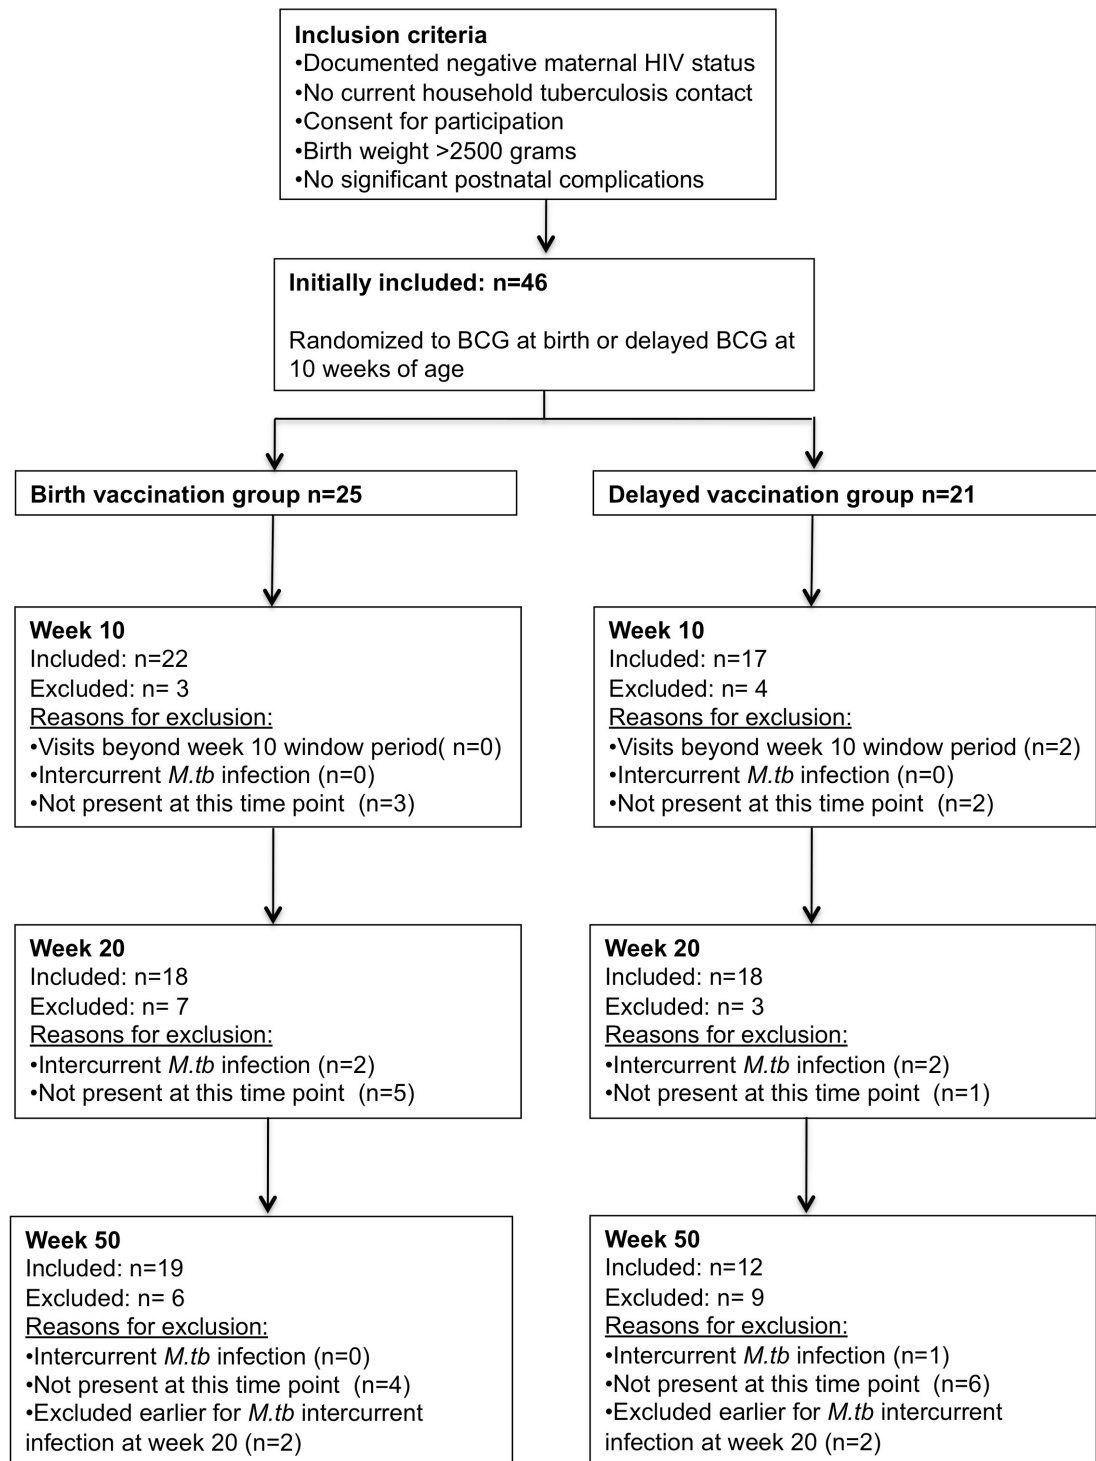 Inclusion criteria
•Documented negative maternal HIV status
•No current household tuberculosis contact
•Consent for participation
•Birth weight >2500 grams
•No significant postnatal complications
Initially included: n=46
Randomized to BCG at birth or delayed BCG at
10 weeks of age
Birth vaccination group n=25
Delayed vaccination group n=21
Week 10
Included: n=22
Excluded: n= 3
Reasons for exclusion:
•Visits beyond week 10 window period( n=0)
•Intercurrent M.tb infection (n=0)
•Not present at this time point  (n=3)
Week 10
Included: n=17
Excluded: n= 4
Reasons for exclusion:
•Visits beyond week 10 window period (n=2)
•Intercurrent M.tb infection (n=0)
•Not present at this time point  (n=2)
Week 20
Included: n=18
Excluded: n= 7
Reasons for exclusion:
•Intercurrent M.tb infection (n=2)
•Not present at this time point  (n=5)
Week 20
Included: n=18
Excluded: n= 3
Reasons for exclusion:
•Intercurrent M.tb infection (n=2)
•Not present at this time point  (n=1)
Week 50
Included: n=19
Excluded: n= 6
Reasons for exclusion:
•Intercurrent M.tb infection (n=0)
•Not present at this time point  (n=4)
•Excluded earlier for M.tb intercurrent
infection at week 20 (n=2)
Week 50
Included: n=12
Excluded: n= 9
Reasons for exclusion:
•Intercurrent M.tb infection (n=1)
•Not present at this time point  (n=6)
•Excluded earlier for M.tb intercurrent
infection at week 20 (n=2)